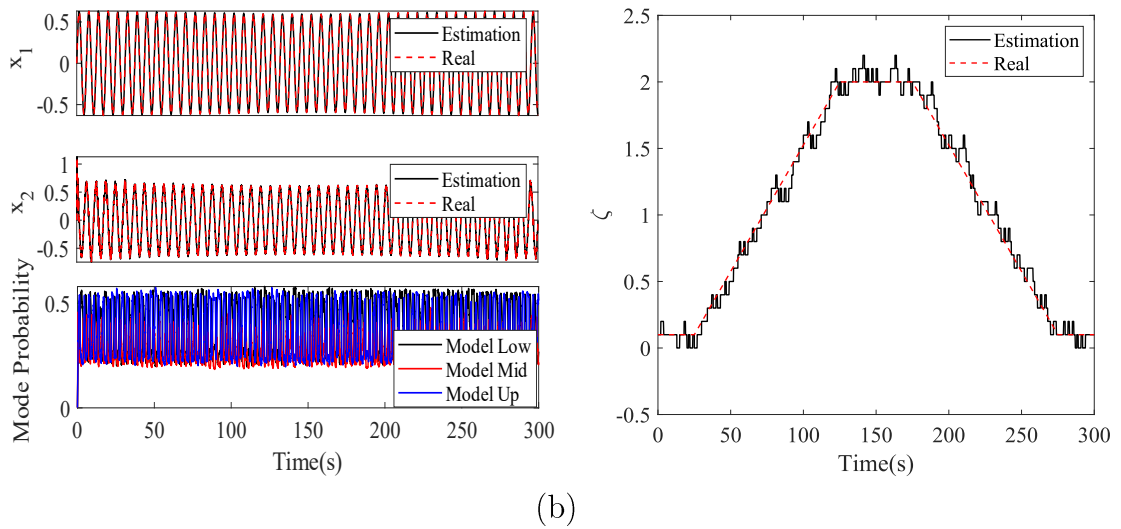 x1
0.5
0
-0.5
Estimation
Real
x2
1
0.5
0
-0.5
Estimation
Real
Mode Probability
0.5
0
Model Low
Model Mid
Model Up
0 50 100 150 200 250 300
Time(s)
ζ
2.5
2
1.5
1
0.5
0
-0.5
Estimation
Real
0 50 100 150 200 250 300
Time(s)
(b)